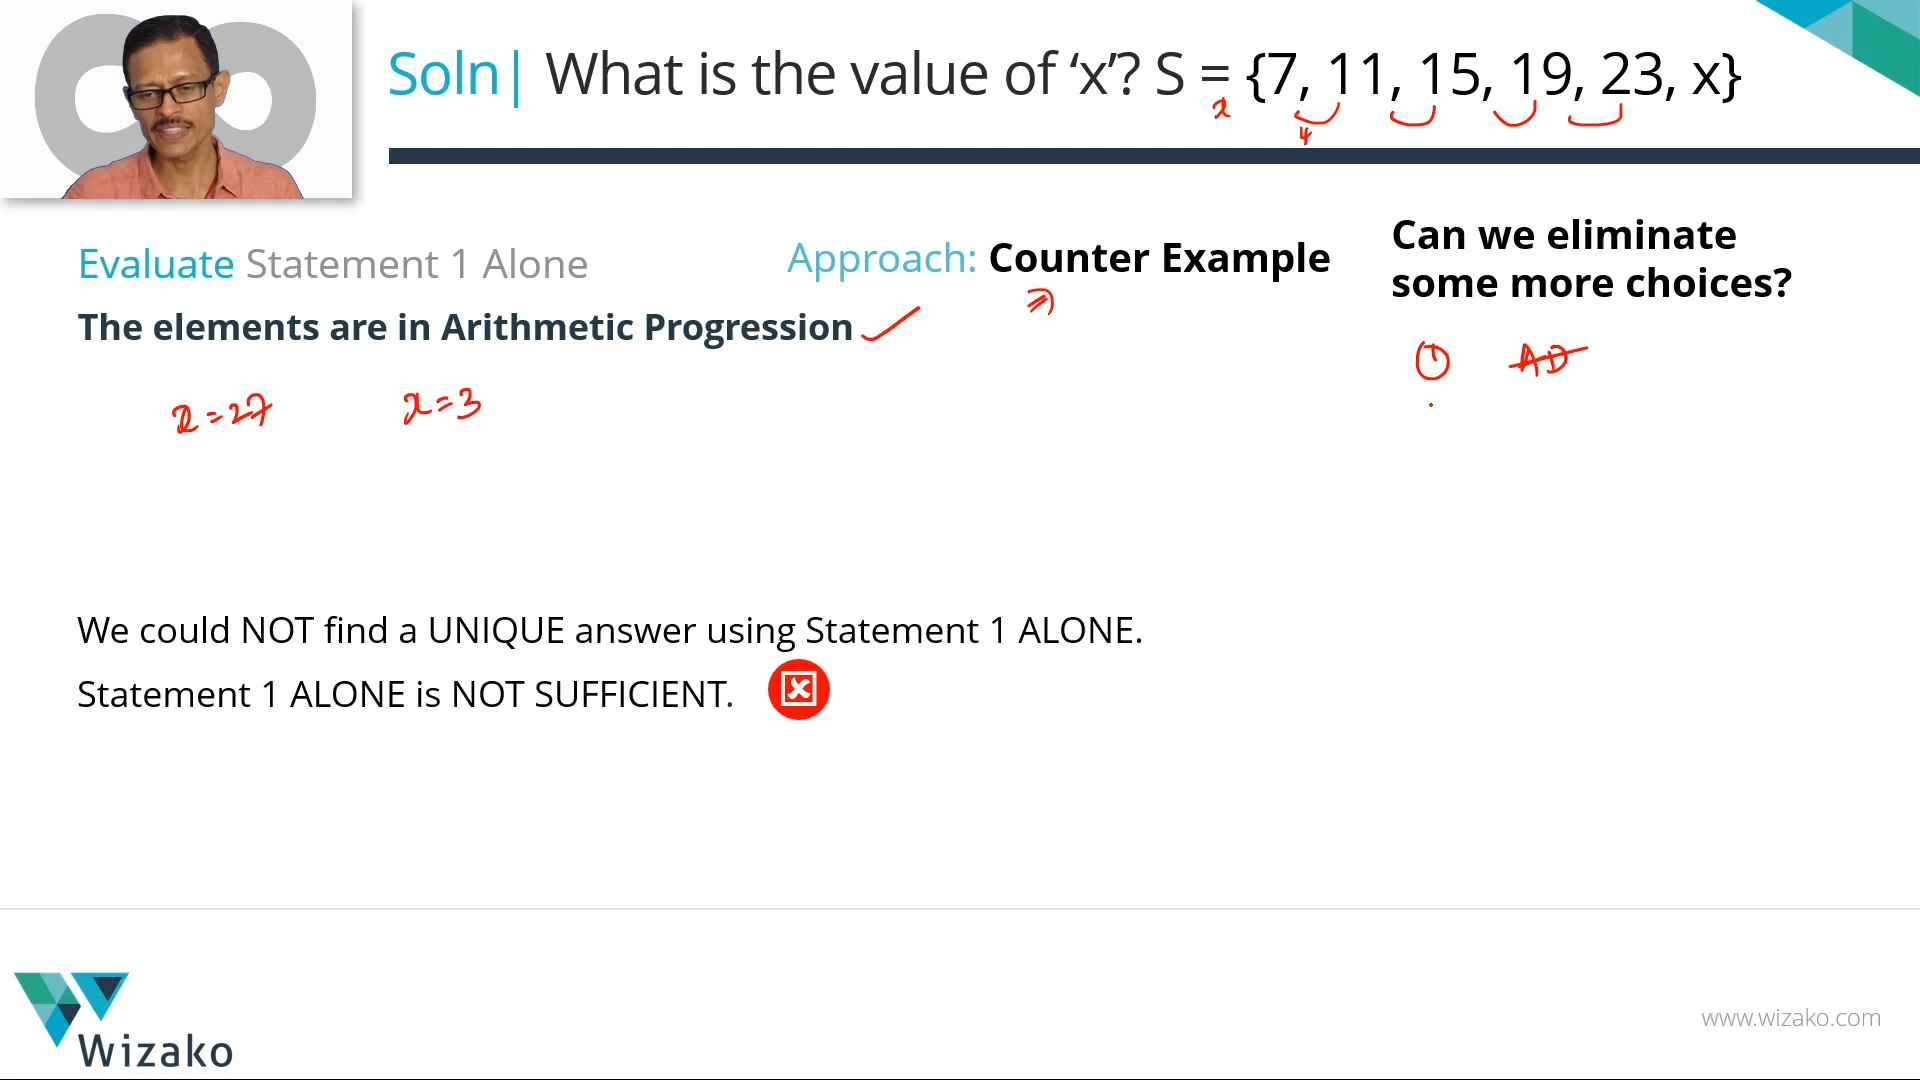 Soln| What is the value of ‘x’? S = {7, 11, 15, 19, 23, x}
x
4
Evaluate Statement 1 Alone
Approach: Counter Example
Can we eliminate
some more choices?
The elements are in Arithmetic Progression
1 AD
x = 27 x = 3
We could NOT find a UNIQUE answer using Statement 1 ALONE.
Statement 1 ALONE is NOT SUFFICIENT.
Wizako
www.wizako.com